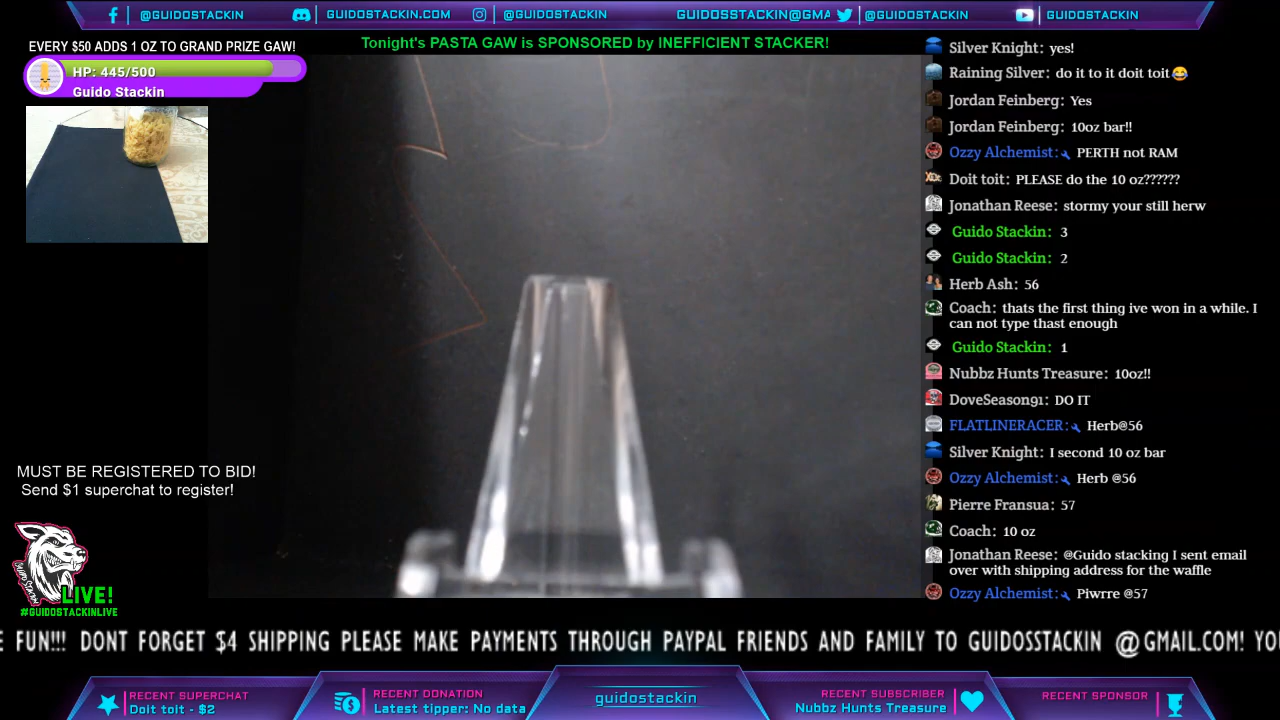 @GUIDOSTACKIN
GUIDOSTACKIN.COM
@GUIDOSTACKIN
GUIDOSSTACKIN@GMA
@GUIDOSTACKIN
GUIDOSTACKIN
EVERY $50 ADDS 1 OZ TO GRAND PRIZE GAW!
HP: 445/500
Guido Stackin
Tonight's PASTA GAW is SPONSORED by INEFFICIENT STACKER!
Silver Knight: yes!
Raining Silver: do it to it doit toit😂
Jordan Feinberg: Yes
Jordan Feinberg: 10oz bar!!
Ozzy Alchemist: PERTH not RAM
Doit toit: PLEASE do the 10 oz??????
Jonathan Reese: stormy your still herw
Guido Stackin: 3
Guido Stackin: 2
Herb Ash: 56
Coach: thats the first thing ive won in a while. I
can not type thast enough
Guido Stackin: 1
Nubbz Hunts Treasure: 10oz!!
DoveSeason91: DO IT
FLATLINERACER: Herb@56
Silver Knight: I second 10 oz bar
Ozzy Alchemist: Herb @56
Pierre Fransua: 57
Coach: 10 oz
Jonathan Reese: @Guido stacking I sent email
over with shipping address for the waffle
Ozzy Alchemist: Piwrre @57
MUST BE REGISTERED TO BID!
Send $1 superchat to register!
LIVE!
#GUIDOSTACKINLIVE
E FUN!!! DONT FORGET $4 SHIPPING PLEASE MAKE PAYMENTS THROUGH PAYPAL FRIENDS AND FAMILY TO GUIDOSSTACKIN @GMAIL.COM! YO
RECENT SUPERCHAT
Doit toit - $2
RECENT DONATION
Latest tipper: No data
guidostackin
RECENT SUBSCRIBER
Nubbz Hunts Treasure
RECENT SPONSOR